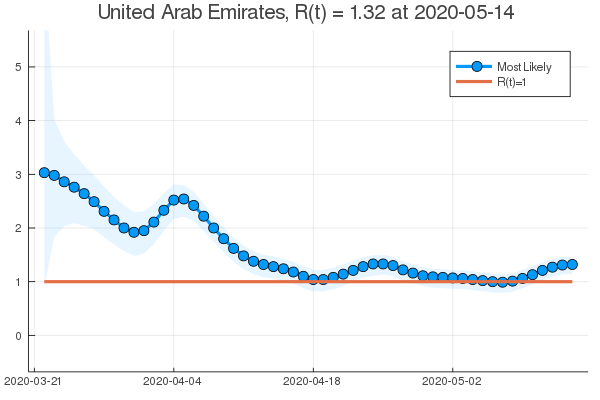 United Arab Emirates, R(t) = 1.32 at 2020-05-14
Most Likely
R(t)=1
5
4
3
2
1
0
2020-03-21 2020-04-04 2020-04-18 2020-05-02